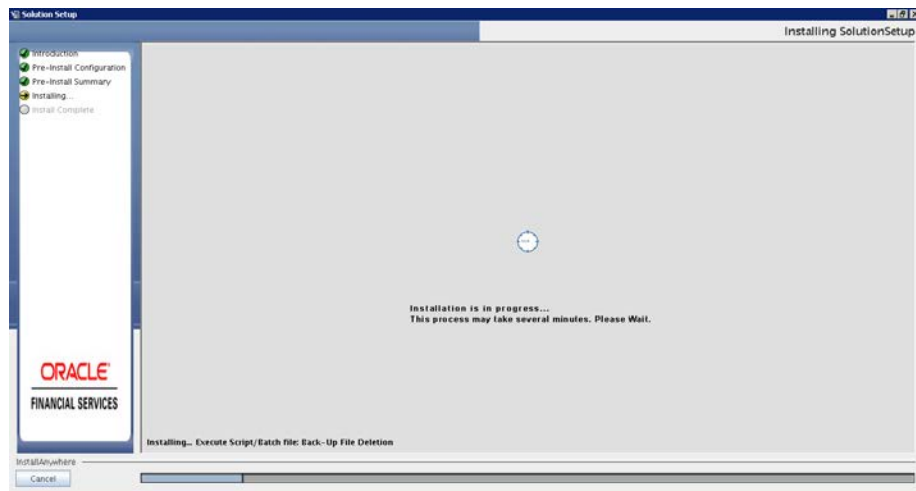 Solution Setup
Installing SolutionSetup
Introduction
Pre-Install Configuration
Pre-Install Summary
Installing...
Install Complete
Installation is in progress...
This process may take several minutes. Please Wait.
ORACLE®
FINANCIAL SERVICES
Installing... Execute Script/Batch file: Back-Up File Deletion
InstallAnywhere
Cancel